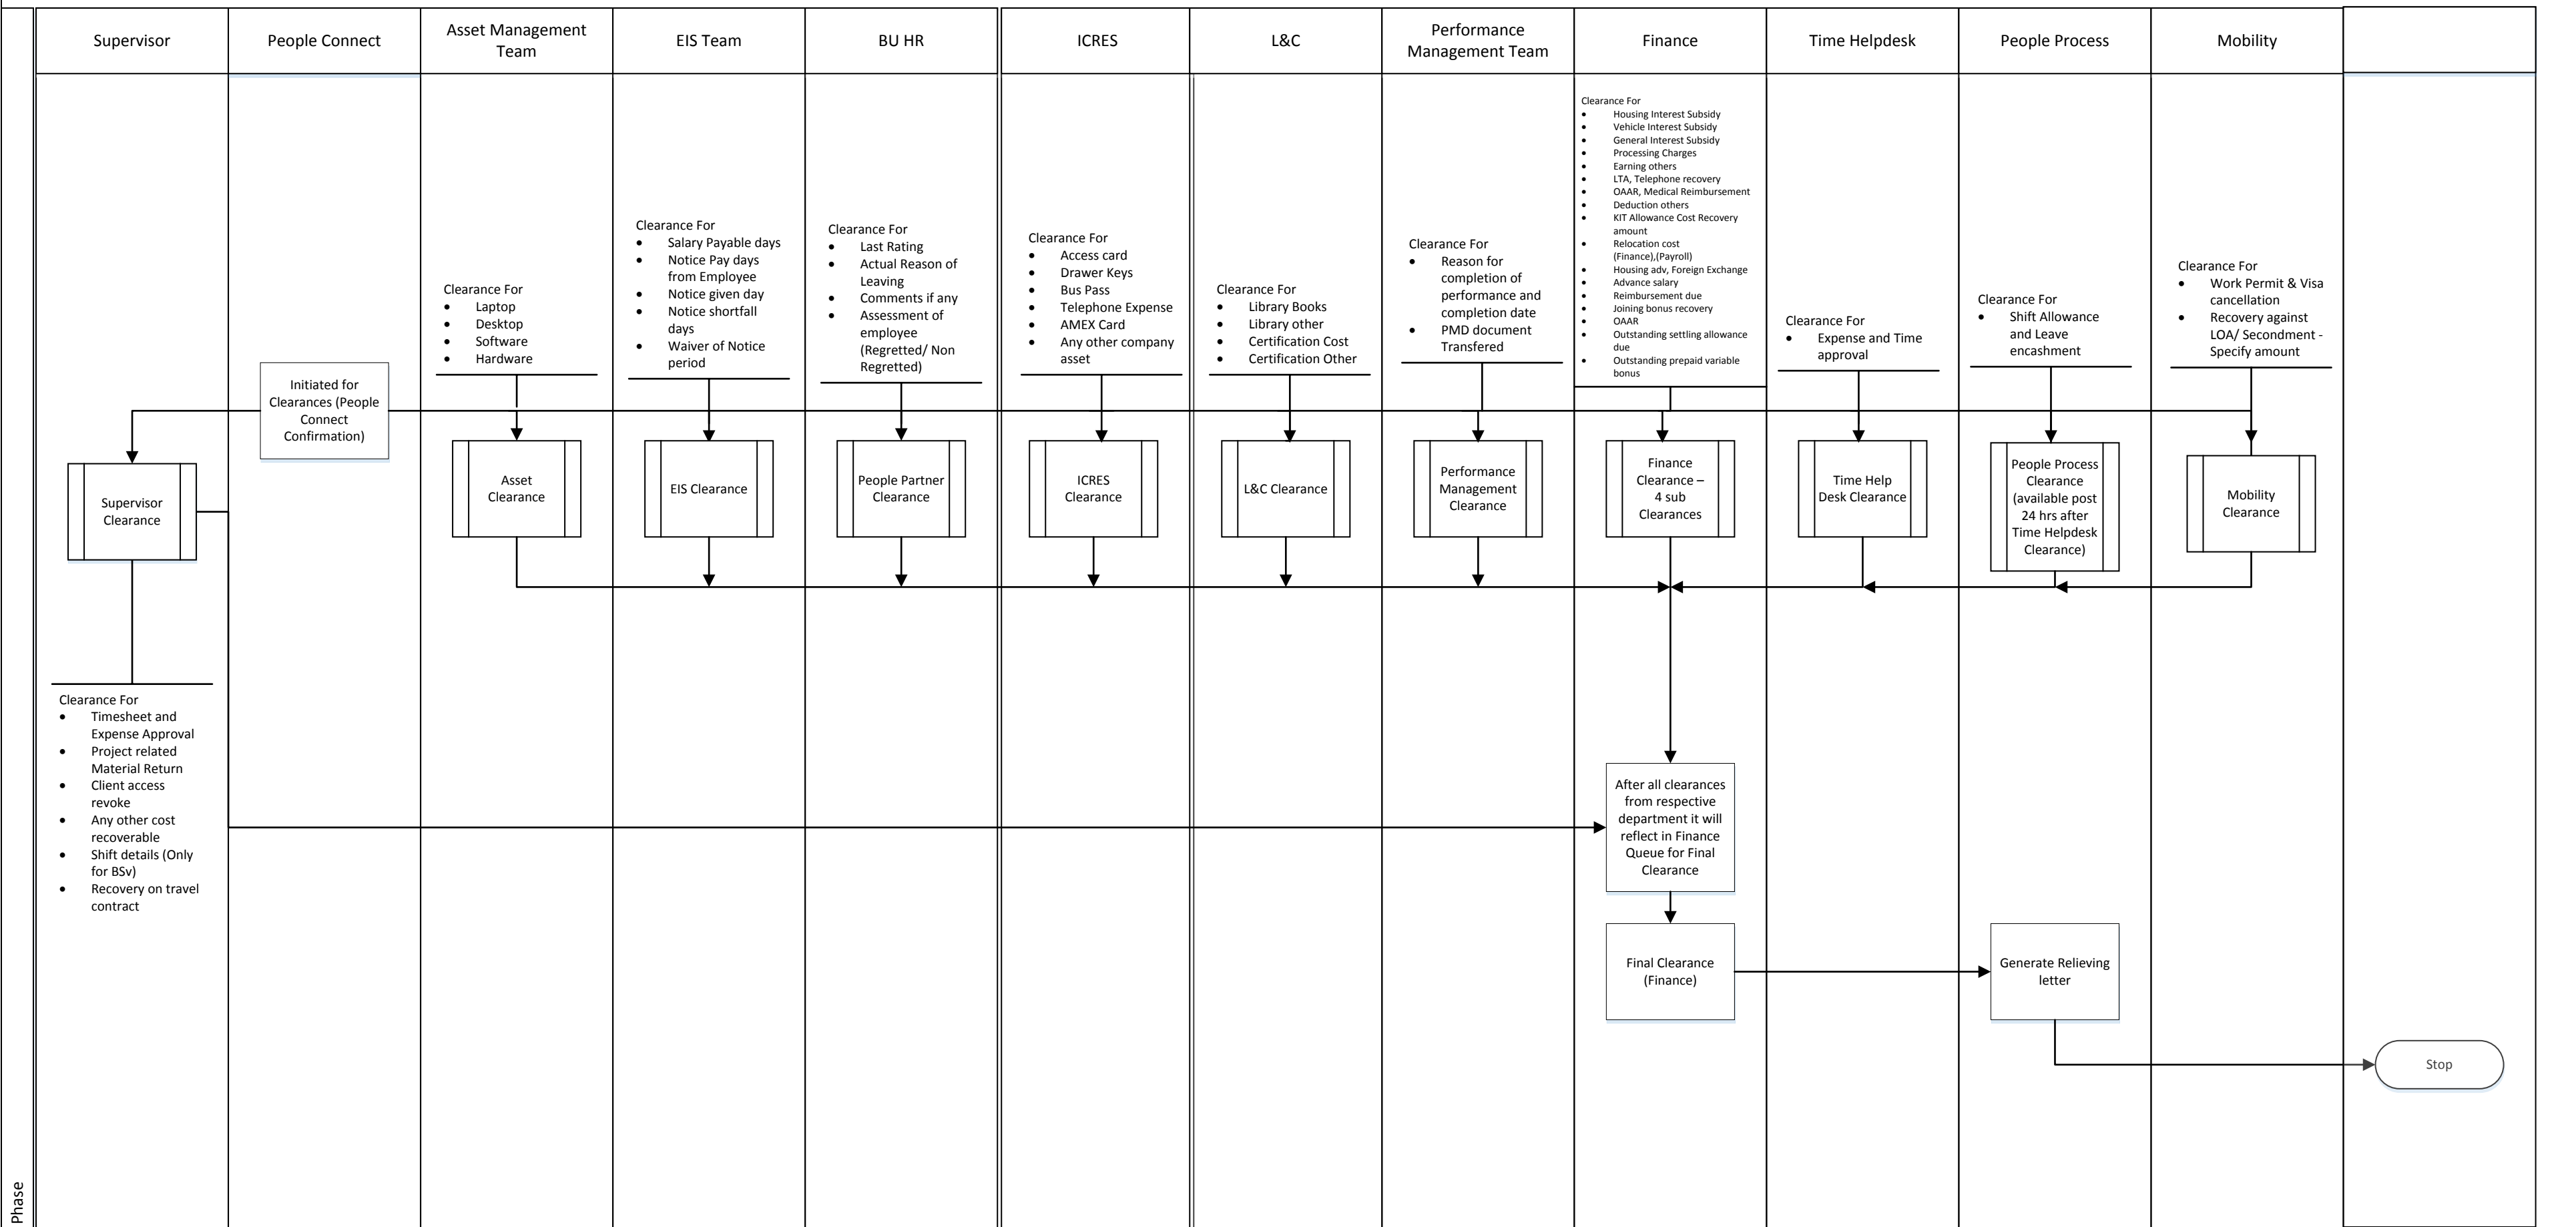 Supervisor
People Connect
Asset Management
Team
EIS Team
BU HR
ICRES
L&C
Performance
Management Team
Finance
Time Helpdesk
People Process
Mobility
Clearance For
• Housing Interest Subsidy
• Vehicle Interest Subsidy
• General Interest Subsidy
• Processing Charges
• Earning others
• LTA, Telephone recovery
• OAAR, Medical Reimbursement
• Deduction others
• KIT Allowance Cost Recovery
amount
• Relocation cost
(Finance),(Payroll)
• Housing adv, Foreign Exchange
• Advance salary
• Reimbursement due
• Joining bonus recovery
• OAAR
• Outstanding settling allowance
due
• Outstanding prepaid variable
bonus
Clearance For
• Laptop
• Desktop
• Software
• Hardware
Clearance For
• Salary Payable days
• Notice Pay days
from Employee
• Notice given day
• Notice shortfall
days
• Waiver of Notice
period
Clearance For
• Last Rating
• Actual Reason of
Leaving
• Comments if any
• Assessment of
employee
(Regretted/ Non
Regretted)
Clearance For
• Access card
• Drawer Keys
• Bus Pass
• Telephone Expense
• AMEX Card
• Any other company
asset
Clearance For
• Library Books
• Library other
• Certification Cost
• Certification Other
Clearance For
• Reason for
completion of
performance and
completion date
• PMD document
Transfered
Clearance For
• Expense and Time
approval
Clearance For
• Shift Allowance
and Leave
encashment
Clearance For
• Work Permit & Visa
cancellation
• Recovery against
LOA/ Secondment -
Specify amount
Initiated for
Clearances (People
Connect
Confirmation)
Supervisor
Clearance
Asset
Clearance
EIS Clearance
People Partner
Clearance
ICRES
Clearance
L&C Clearance
Performance
Management
Clearance
Finance
Clearance –
4 sub
Clearances
Time Help
Desk Clearance
People Process
Clearance
(available post
24 hrs after
Time Helpdesk
Clearance)
Mobility
Clearance
Clearance For
• Timesheet and
Expense Approval
• Project related
Material Return
• Client access
revoke
• Any other cost
recoverable
• Shift details (Only
for BSv)
• Recovery on travel
contract
After all clearances
from respective
department it will
reflect in Finance
Queue for Final
Clearance
Final Clearance
(Finance)
Generate Relieving
letter
Stop
Phase